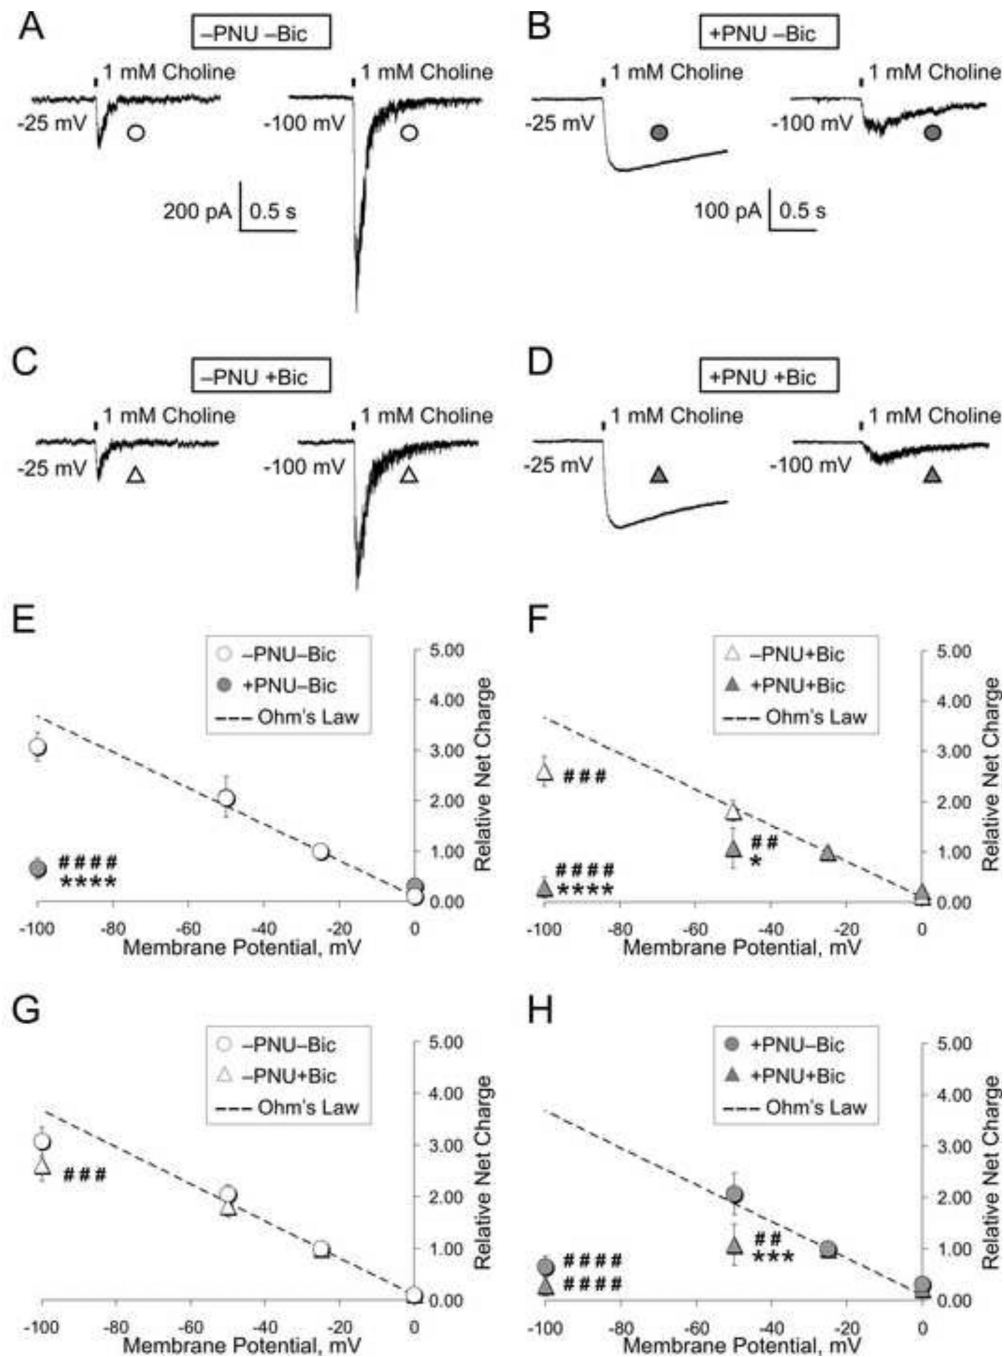 A
–PNU –Bic
B
+PNU –Bic
1 mM Choline
1 mM Choline
1 mM Choline
1 mM Choline
-25 mV
-100 mV
-25 mV
-100 mV
200 pA
0.5 s
100 pA
0.5 s
C
–PNU +Bic
D
+PNU +Bic
1 mM Choline
1 mM Choline
1 mM Choline
1 mM Choline
-25 mV
-100 mV
-25 mV
-100 mV
E
–PNU–Bic
+PNU–Bic
Ohm's Law
5.00
4.00
3.00
2.00
1.00
0.00
Relative Net Charge
####
****
-100 -80 -60 -40 -20 0
Membrane Potential, mV
F
–PNU+Bic
+PNU+Bic
Ohm's Law
5.00
4.00
3.00
2.00
1.00
0.00
Relative Net Charge
###
##
*
####
****
-100 -80 -60 -40 -20 0
Membrane Potential, mV
G
–PNU–Bic
–PNU+Bic
Ohm's Law
5.00
4.00
3.00
2.00
1.00
0.00
Relative Net Charge
###
-100 -80 -60 -40 -20 0
Membrane Potential, mV
H
+PNU–Bic
+PNU+Bic
Ohm's Law
5.00
4.00
3.00
2.00
1.00
0.00
Relative Net Charge
##
***
####
####
-100 -80 -60 -40 -20 0
Membrane Potential, mV